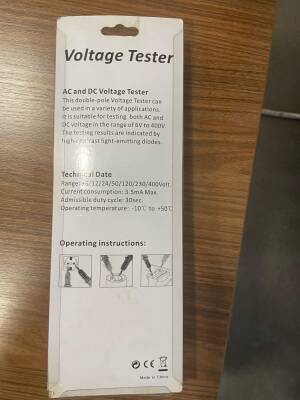 Voltage Tester
AC and DC Voltage Tester
This double-pole Voltage Tester can
be used in a variety of applications.
It is suitable for testing both AC and
DC voltage in the range of 6V to 400V.
The testing results are indicated by
high-contrast light-emitting diodes.
Technical Date
Range: 6/12/24/50/120/230/400Volt.
Current consumption: 3.5mA Max.
Admissible duty cycle: 30sec.
Operating temperature: -10℃ to +50℃
Operating instructions:
CE
Made in China